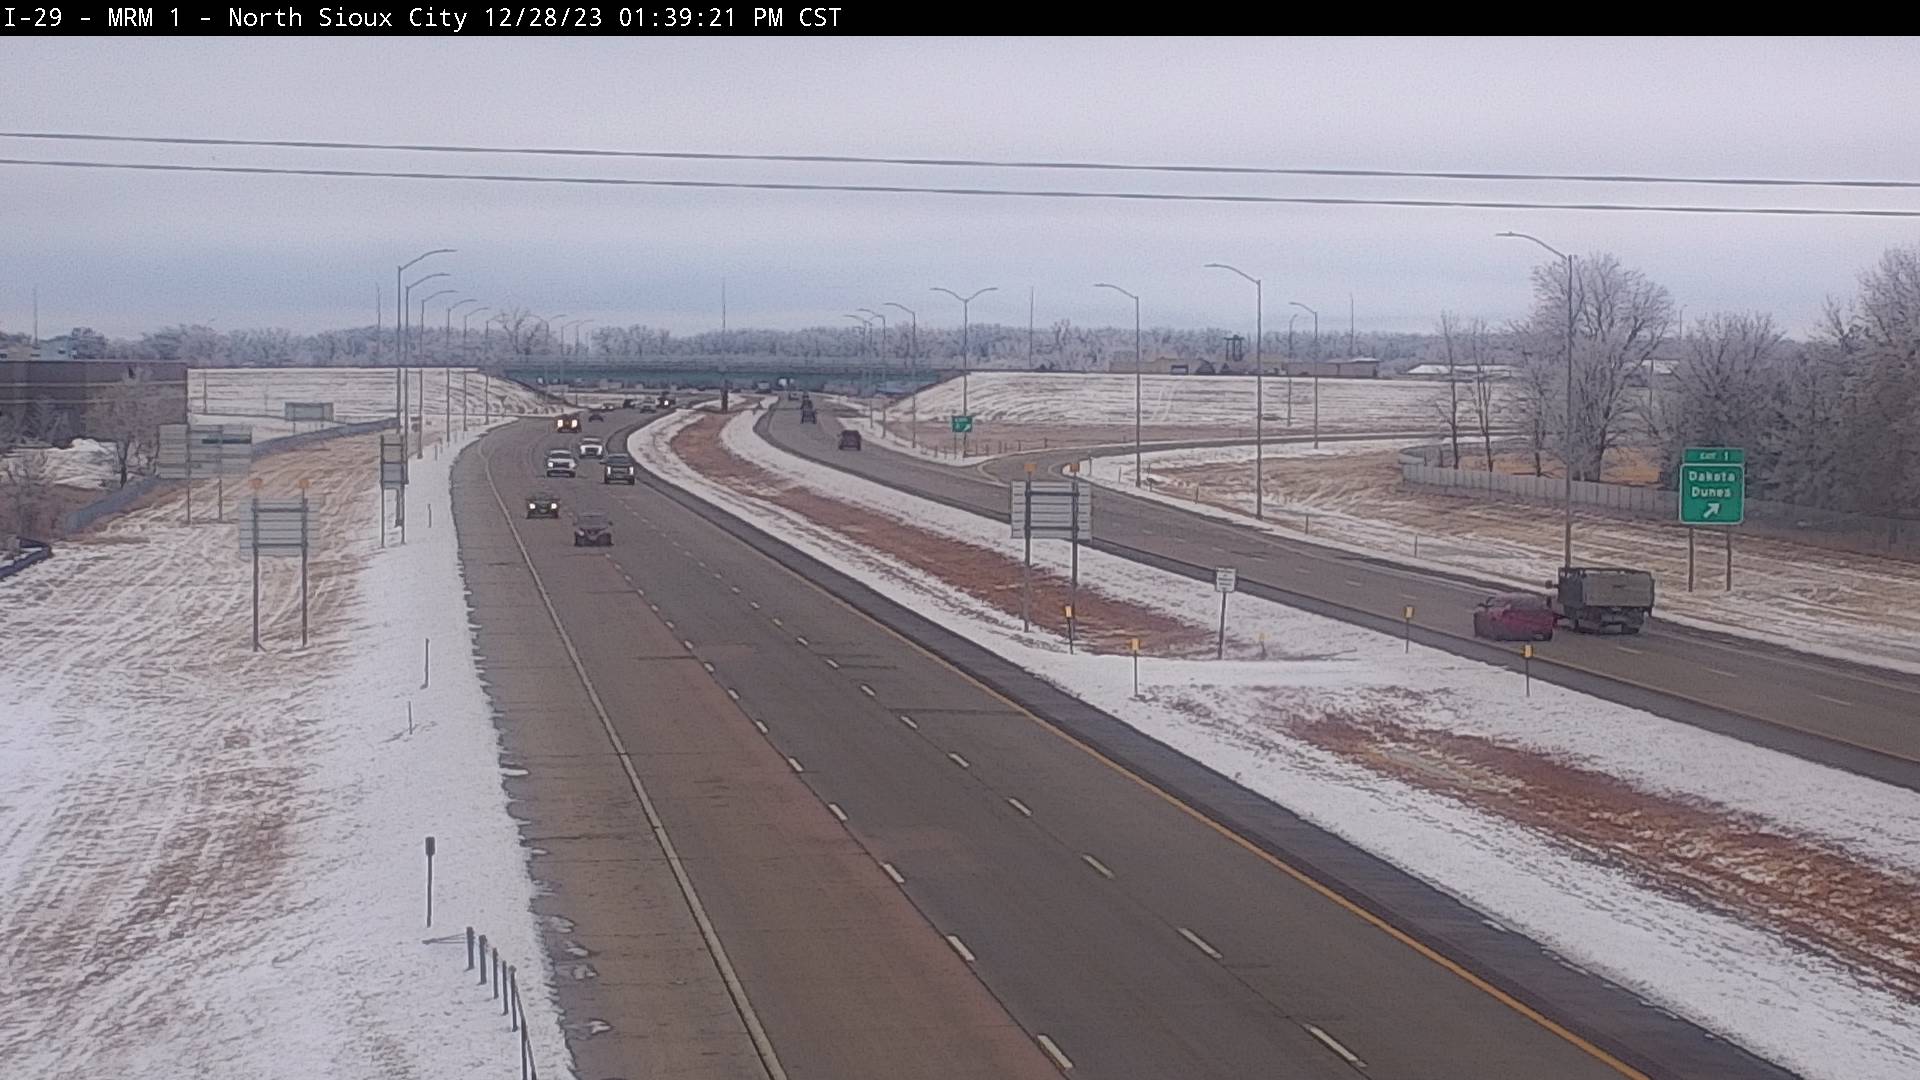 I-29 - MRM 1 - North Sioux City 12/28/23 01:39:21 PM CST
EXIT 1
Dakota
Dunes